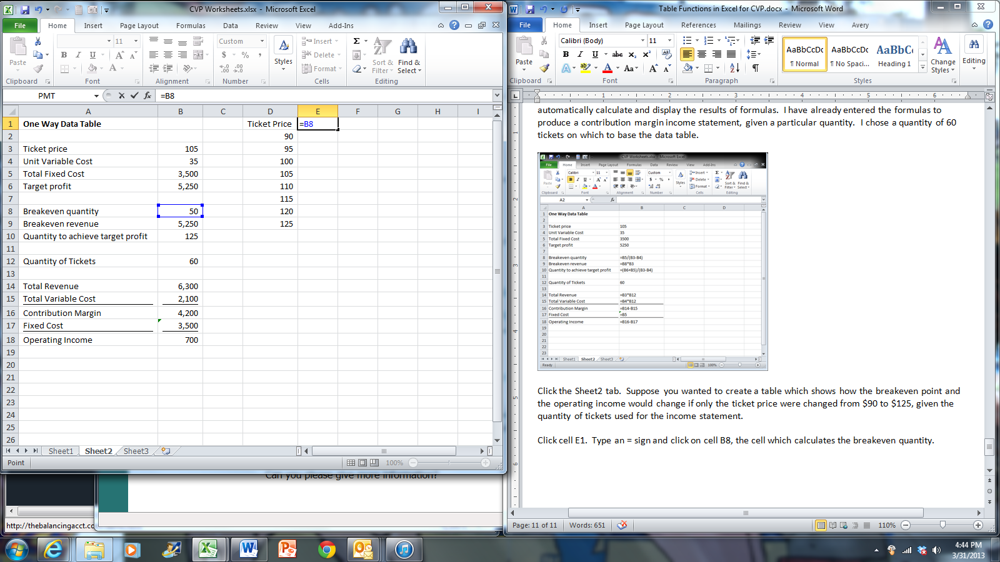 CVP Worksheets.xlsx - Microsoft Excel
File Home Insert Page Layout Formulas Data Review View Add-Ins
Paste
11
Custom
Styles
Insert
Delete
Format
Sort & Filter
Find & Select
Clipboard Font Alignment Number Cells Editing
PMT =B8
A B C D E F G H I
1 One Way Data Table Ticket Price =B8
2 90
3 Ticket price 105 95
4 Unit Variable Cost 35 100
5 Total Fixed Cost 3,500 105
6 Target profit 5,250 110
7 115
8 Breakeven quantity 50 120
9 Breakeven revenue 5,250 125
10 Quantity to achieve target profit 125
11
12 Quantity of Tickets 60
13
14 Total Revenue 6,300
15 Total Variable Cost 2,100
16 Contribution Margin 4,200
17 Fixed Cost 3,500
18 Operating Income 700
19
20
21
22
23
24
25
26
Sheet1 Sheet2 Sheet3
Point 100%
Can you please give more information?
http://thebalancingacct.cc
Table Functions in Excel for CVP.docx - Microsoft Word
File Home Insert Page Layout References Mailings Review View Avery
Paste
Calibri (Body) 11
AaBbCcDc AaBbCcDc AaBbC
¶ Normal ¶ No Spaci... Heading 1
Change Styles
Editing
Clipboard Font Paragraph Styles
automatically calculate and display the results of formulas. I have already entered the formulas to
produce a contribution margin income statement, given a particular quantity. I chose a quantity of 60
tickets on which to base the data table.
CVP Worksheets.xlsx - Microsoft Excel
File Home Insert Page Layout Formulas Data Review View Add-Ins
Calibri 11 Custom
Clipboard Font Alignment Number Cells Editing
A2
A B C D
1 One Way Data Table
2
3 Ticket price 105
4 Unit Variable Cost 35
5 Total Fixed Cost 3500
6 Target profit 5250
7
8 Breakeven quantity =B5/(B3-B4)
9 Breakeven revenue =B8*B3
10 Quantity to achieve target profit =(B6+B5)/(B3-B4)
11
12 Quantity of Tickets 60
13
14 Total Revenue =B3*B12
15 Total Variable Cost =B4*B12
16 Contribution Margin =B14-B15
17 Fixed Cost =B5
18 Operating Income =B16-B17
19
20
21
22
23
Sheet1 Sheet2 Sheet3
Ready 100%
Click the Sheet2 tab. Suppose you wanted to create a table which shows how the breakeven point and
the operating income would change if only the ticket price were changed from $90 to $125, given the
quantity of tickets used for the income statement.
Click cell E1. Type an = sign and click on cell B8, the cell which calculates the breakeven quantity.
Page: 11 of 11 Words: 651 110%
4:44 PM
3/31/2013